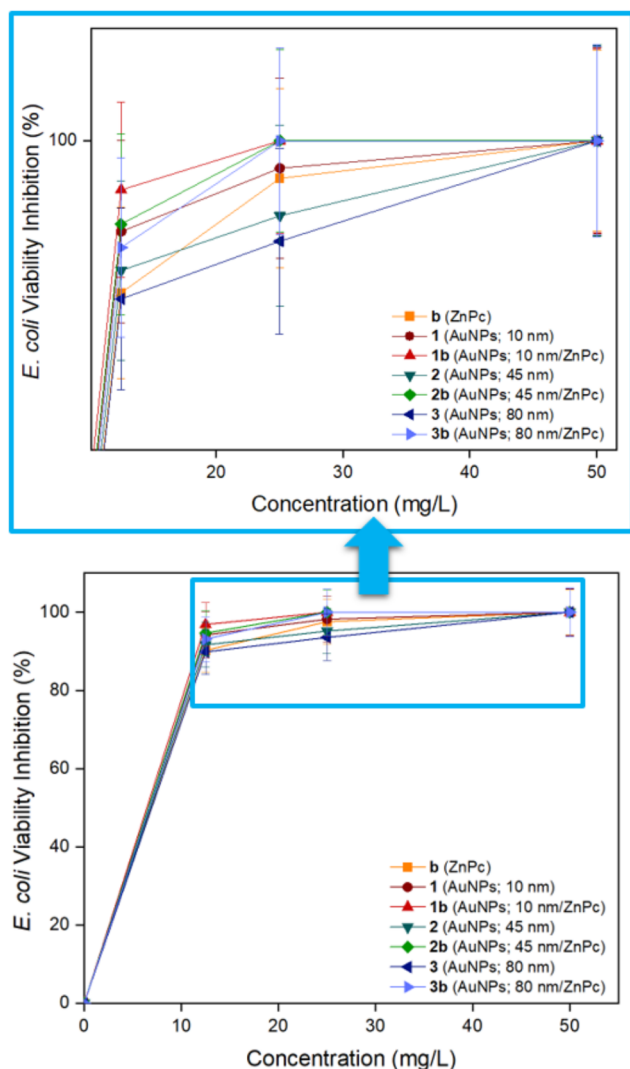 E. coli Viability Inhibition (%)
100
b (ZnPc)
1 (AuNPs; 10 nm)
1b (AuNPs; 10 nm/ZnPc)
2 (AuNPs; 45 nm)
2b (AuNPs; 45 nm/ZnPc)
3 (AuNPs; 80 nm)
3b (AuNPs; 80 nm/ZnPc)
20 30 40 50
Concentration (mg/L)
E. coli Viability Inhibition (%)
100
80
60
40
20
0
b (ZnPc)
1 (AuNPs; 10 nm)
1b (AuNPs; 10 nm/ZnPc)
2 (AuNPs; 45 nm)
2b (AuNPs; 45 nm/ZnPc)
3 (AuNPs; 80 nm)
3b (AuNPs; 80 nm/ZnPc)
0 10 20 30 40 50
Concentration (mg/L)